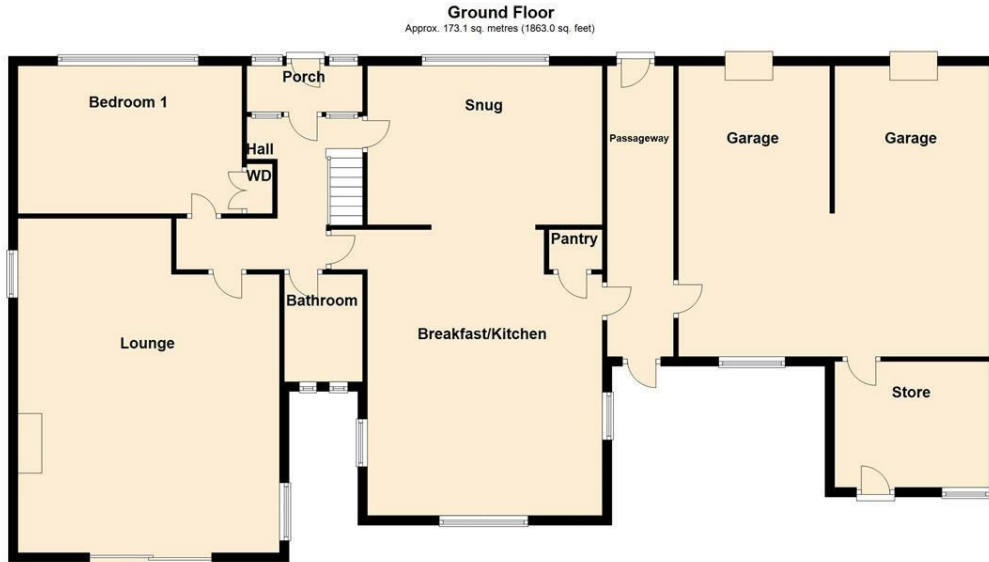 Ground Floor
Approx. 173.1 sq. metres (1863.0 sq. feet)
Porch
Bedroom 1
Snug
Passageway
Garage
Garage
Hall
WD
Pantry
Bathroom
Breakfast/Kitchen
Lounge
Store